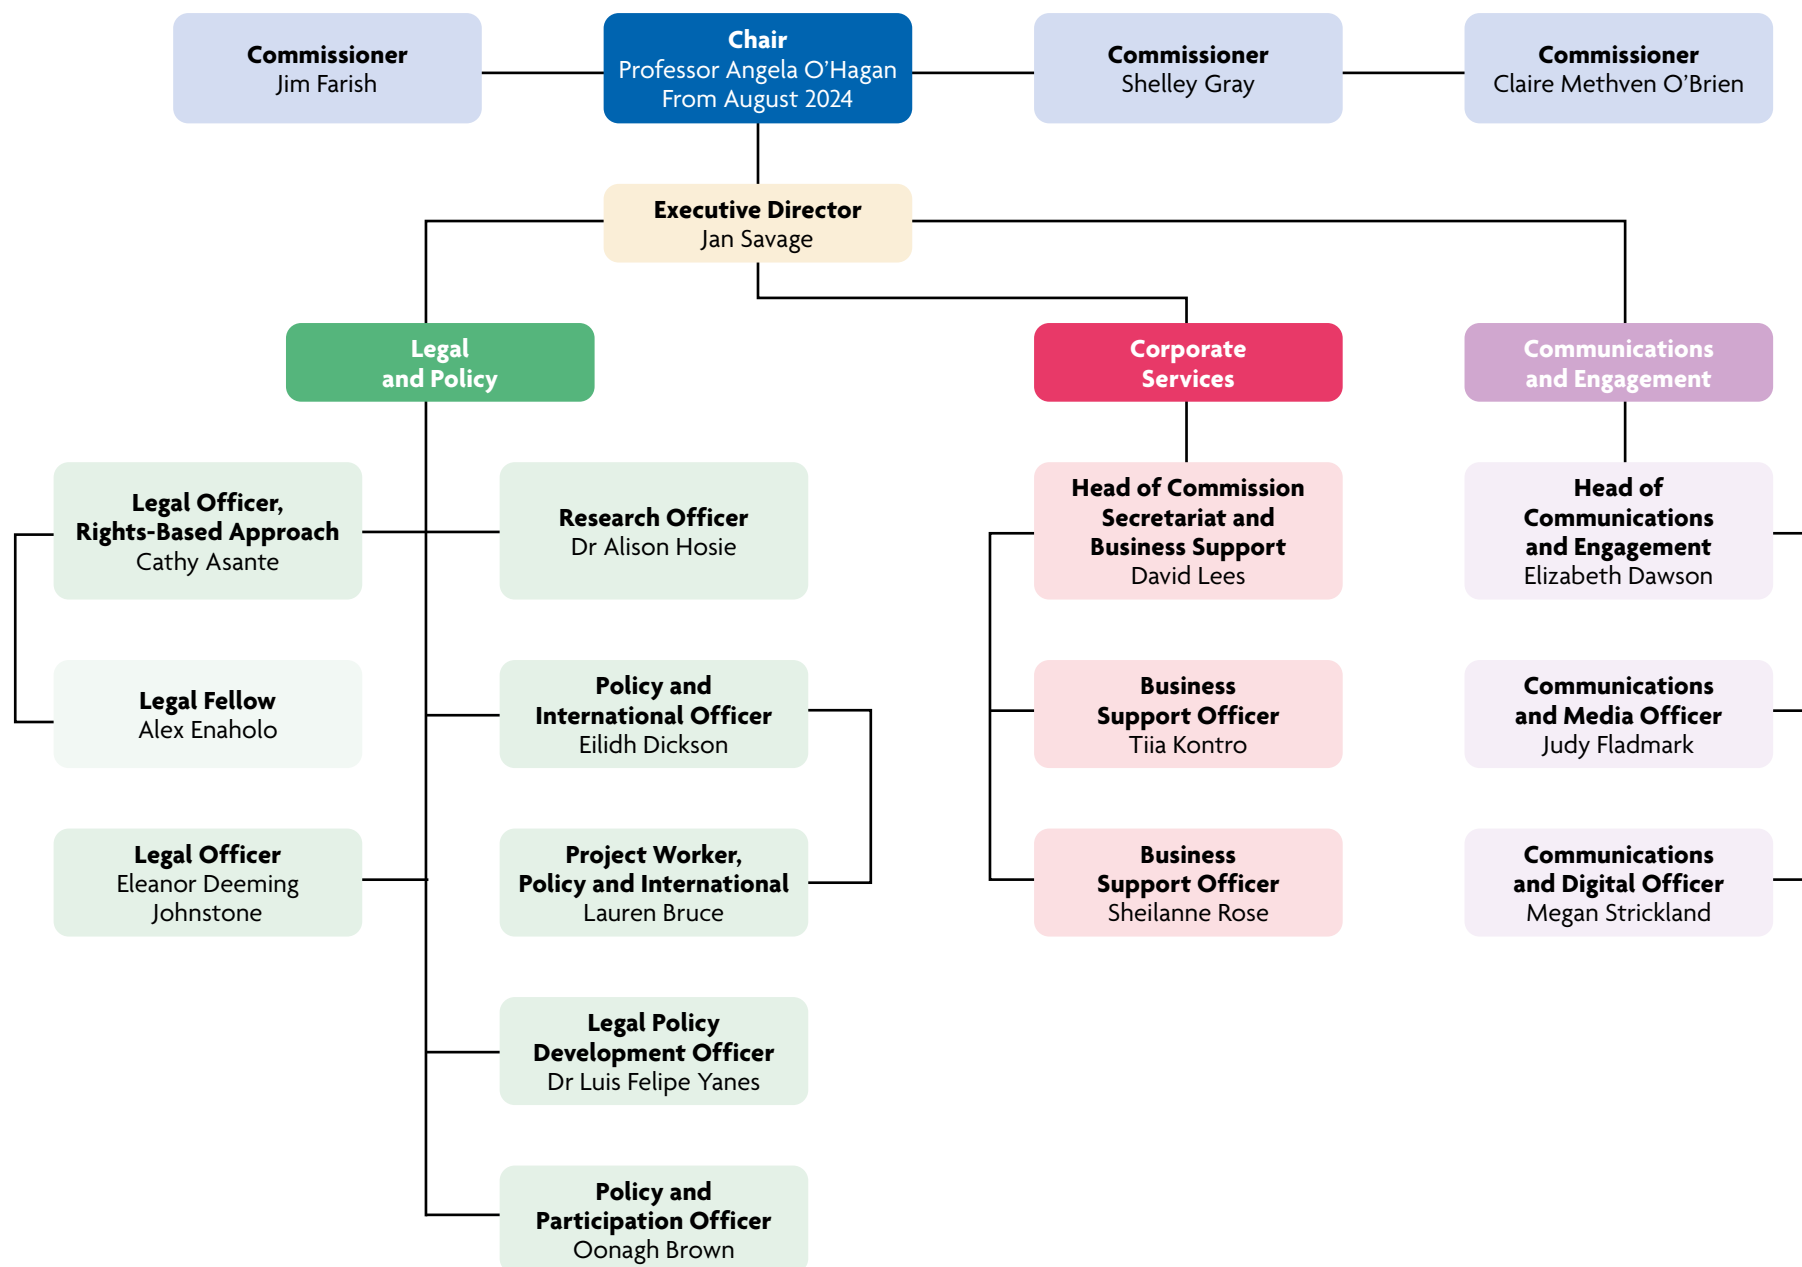 Commissioner
Jim Farish
Chair
Professor Angela O’Hagan
From August 2024
Commissioner
Shelley Gray
Commissioner
Claire Methven O’Brien
Executive Director
Jan Savage
Legal
and Policy
Corporate
Services
Communications
and Engagement
Legal Officer,
Rights-Based Approach
Cathy Asante
Research Officer
Dr Alison Hosie
Head of Commission
Secretariat and
Business Support
David Lees
Head of
Communications
and Engagement
Elizabeth Dawson
Legal Fellow
Alex Enaholo
Policy and
International Officer
Eilidh Dickson
Business
Support Officer
Tiia Kontro
Communications
and Media Officer
Judy Fladmark
Legal Officer
Eleanor Deeming
Johnstone
Project Worker,
Policy and International
Lauren Bruce
Business
Support Officer
Sheilanne Rose
Communications
and Digital Officer
Megan Strickland
Legal Policy
Development Officer
Dr Luis Felipe Yanes
Policy and
Participation Officer
Oonagh Brown